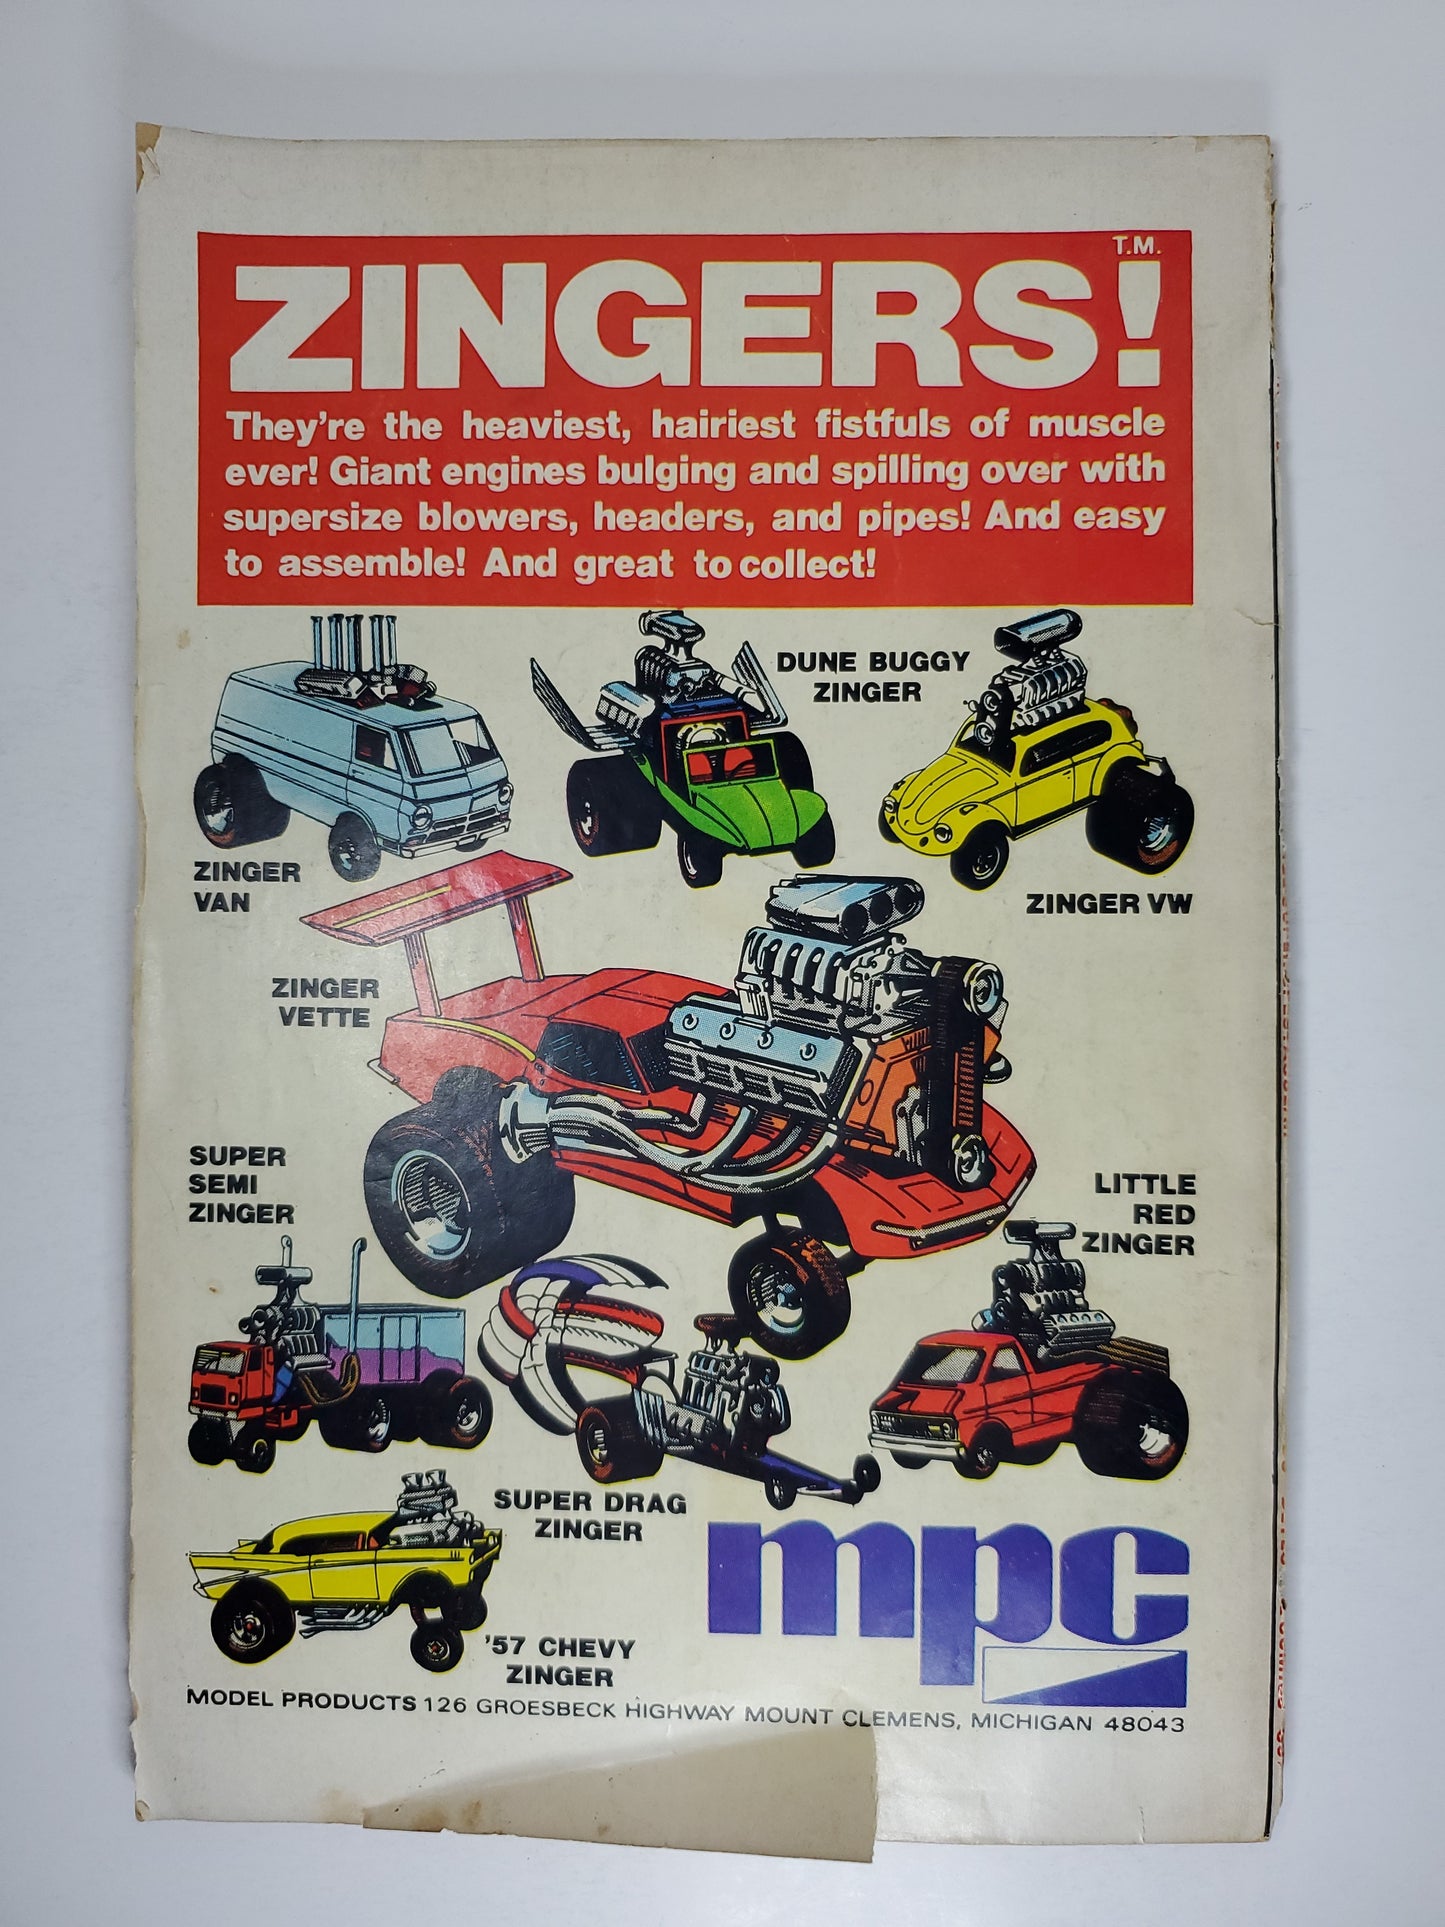 T.M.
ZINGERS!
They're the heaviest, hairiest fistfuls of muscle
ever! Giant engines bulging and spilling over with
supersize blowers, headers, and pipes! And easy
to assemble! And great to collect!
DUNE BUGGY
ZINGER
ZINGER
VAN
ZINGER VW
ZINGER
VETTE
SUPER
SEMI
ZINGER
LITTLE
RED
ZINGER
SUPER DRAG
ZINGER
'57 CHEVY
ZINGER
mpc
MODEL PRODUCTS 126 GROESBECK HIGHWAY MOUNT CLEMENS, MICHIGAN 48043